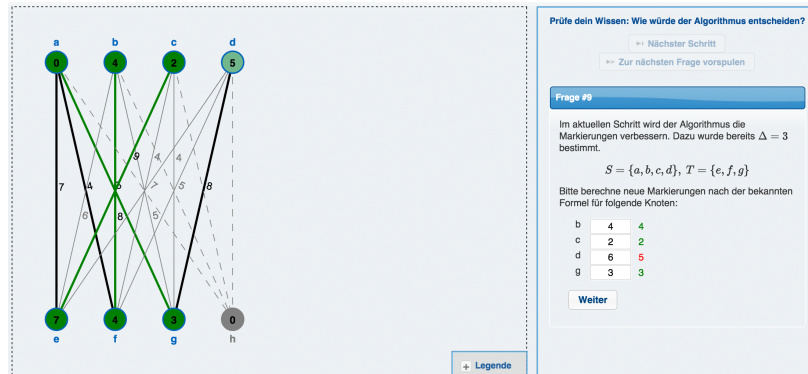 a b c d
0 4 2 5
9 4 4
7 4 8 7 5 8
6 8 5
7 4 3 0
e f g h
Legende
Prüfe dein Wissen: Wie würde der Algorithmus entscheiden?
Nächster Schritt
Zur nächsten Frage vorspulen
Frage #9
Im aktuellen Schritt wird der Algorithmus die
Markierungen verbessern. Dazu wurde bereits Δ = 3
bestimmt.
S = {a, b, c, d}, T = {e, f, g}
Bitte berechne neue Markierungen nach der bekannten
Formel für folgende Knoten:
b 4 4
c 2 2
d 6 5
g 3 3
Weiter